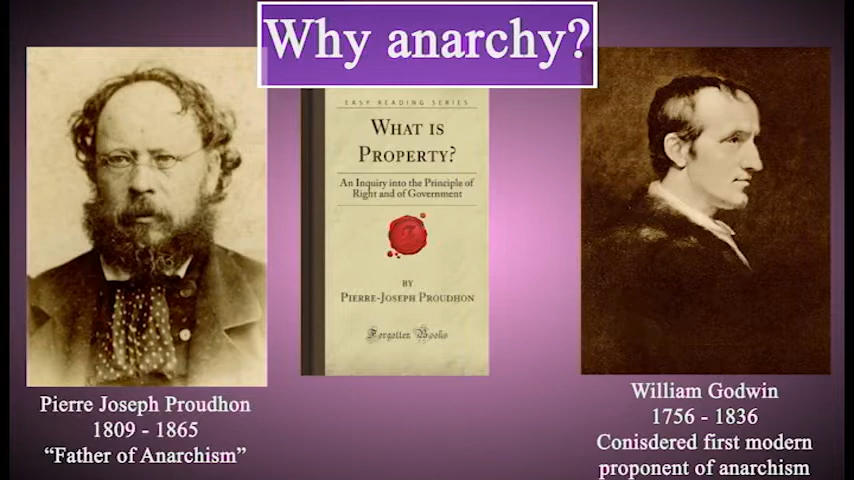 Why anarchy?
EASY READING SERIES
WHAT IS
PROPERTY?
An Inquiry into the Principle of
Right and of Government
BY
PIERRE-JOSEPH PROUDHON
Forgotten Books
Pierre Joseph Proudhon
1809 - 1865
“Father of Anarchism”
William Godwin
1756 - 1836
Conisdered first modern
proponent of anarchism